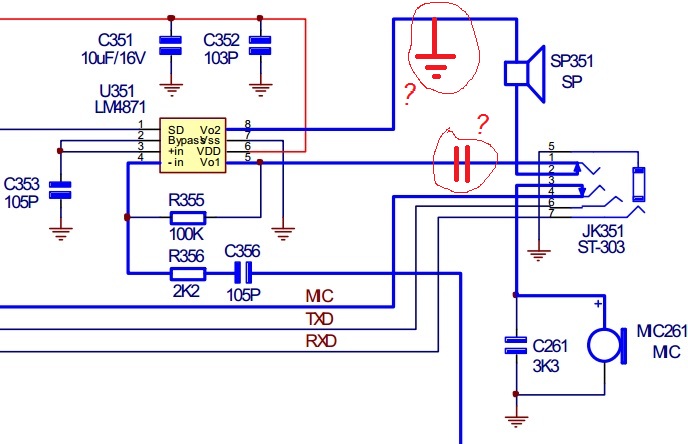 C351
10uF/16V
C352
103P
SP351
SP
?
?
U351
LM4871
1
2
3
4
SD
Bypass
+in
- in
Vo2
Vss
VDD
Vo1
8
7
6
5
C353
105P
R355
100K
C356
105P
R356
2K2
5
1
2
3
4
6
7
JK351
ST-303
MIC
TXD
RXD
+
MIC261
MIC
C261
3K3